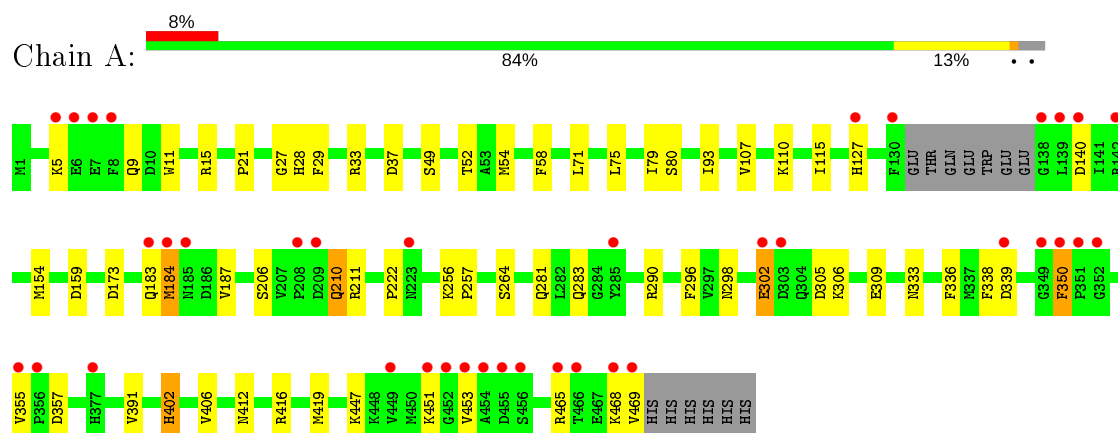 8%
Chain A:
84% 13% • •
M1 K5 E6 E7 F8 Q9 D10 W11 R15 P21 G27 H28 F29 R33 D37 S49 T52 A53 M54 F58 L71 L75 I79 S80 I93 V107 K110 I115 H127 F130 GLU THR GLN GLU TRP GLU GLU G138 L139 D140 I141 R142
M154 D159 D173 Q183 M184 N185 D186 V187 S206 V207 P208 D209 Q210 R211 P222 N223 K256 P257 S264 Q281 L282 Q283 G284 Y285 R290 F296 V297 N298 E302 D303 Q304 D305 K306 E309 N333 F336 M337 F338 D339 G349 F350 P351 G352
V355 P356 D357 H377 V391 H402 V406 N412 R416 M419 K447 K448 V449 M450 K451 G452 V453 A454 D455 S456 R465 T466 E467 K468 V469 HIS HIS HIS HIS HIS HIS